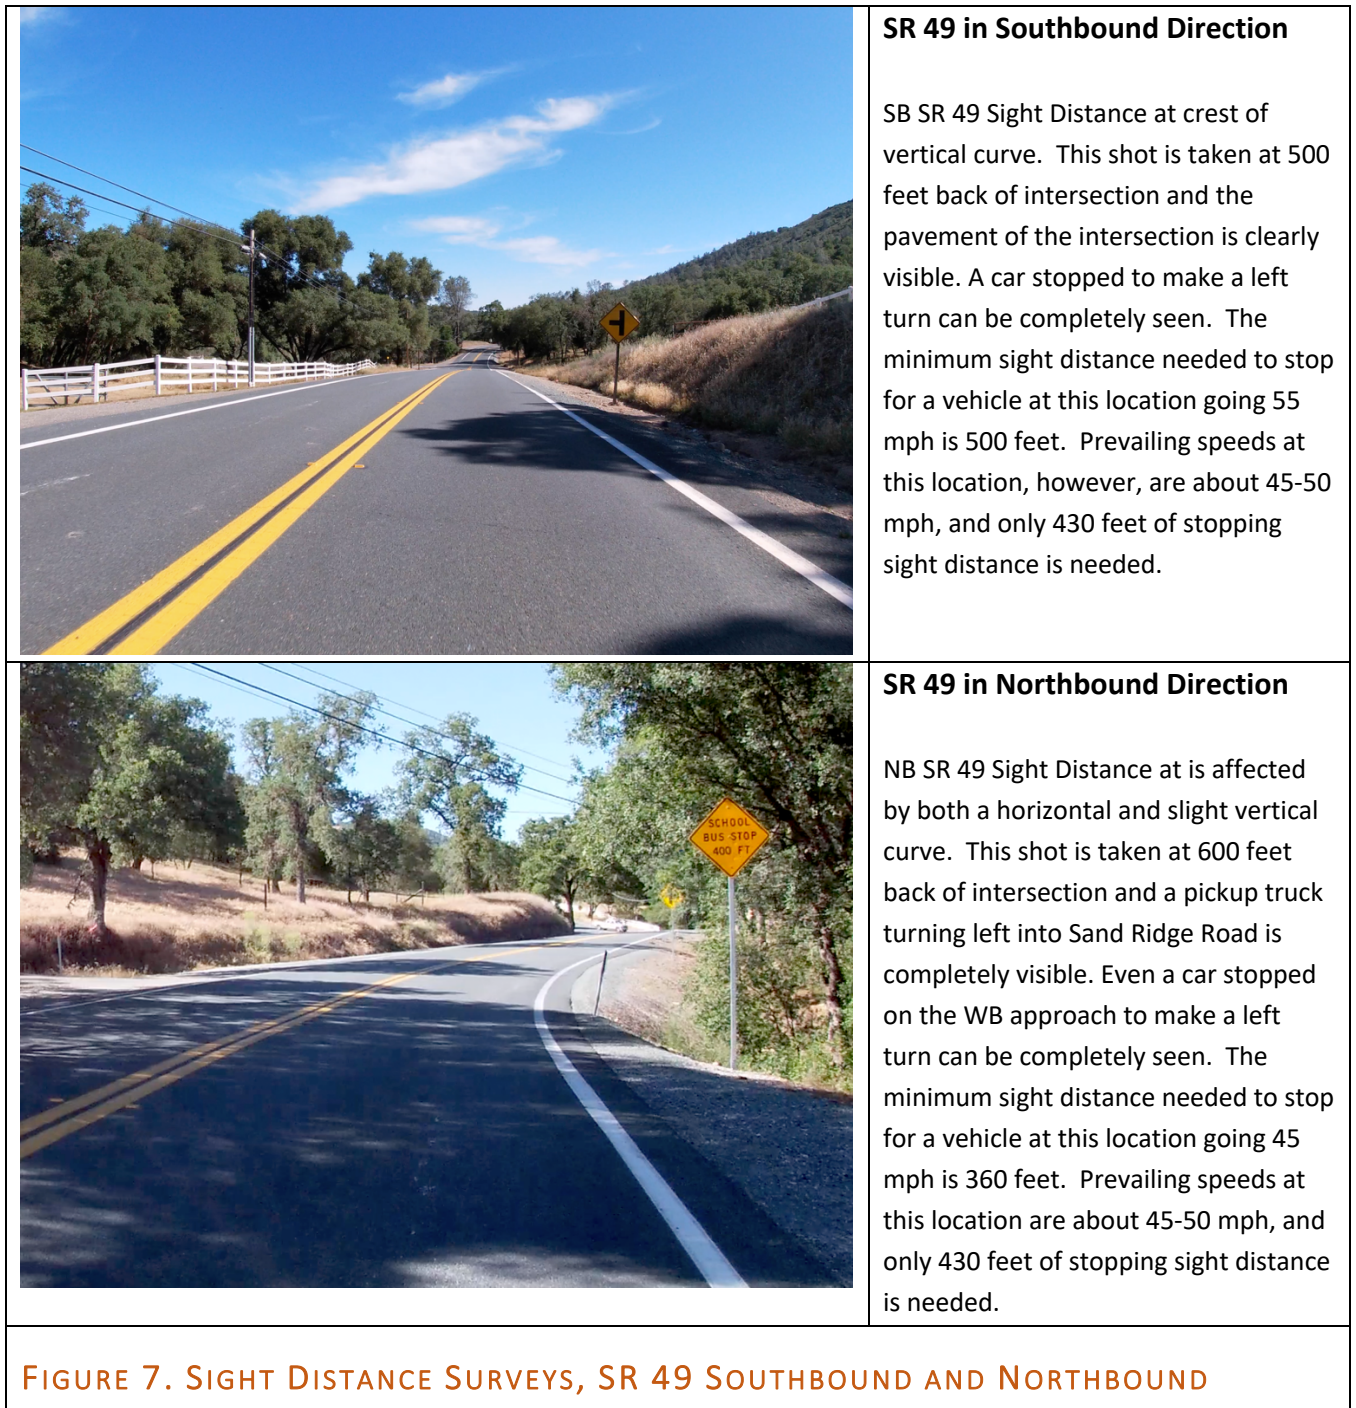 SR 49 in Southbound Direction
SB SR 49 Sight Distance at crest of
vertical curve.  This shot is taken at 500
feet back of intersection and the
pavement of the intersection is clearly
visible. A car stopped to make a left
turn can be completely seen.  The
minimum sight distance needed to stop
for a vehicle at this location going 55
mph is 500 feet.  Prevailing speeds at
this location, however, are about 45-50
mph, and only 430 feet of stopping
sight distance is needed.
SCHOOL
BUS STOP
400 FT
SR 49 in Northbound Direction
NB SR 49 Sight Distance at is affected
by both a horizontal and slight vertical
curve.  This shot is taken at 600 feet
back of intersection and a pickup truck
turning left into Sand Ridge Road is
completely visible. Even a car stopped
on the WB approach to make a left
turn can be completely seen.  The
minimum sight distance needed to stop
for a vehicle at this location going 45
mph is 360 feet.  Prevailing speeds at
this location are about 45-50 mph, and
only 430 feet of stopping sight distance
is needed.
FIGURE 7. SIGHT DISTANCE SURVEYS, SR 49 SOUTHBOUND AND NORTHBOUND